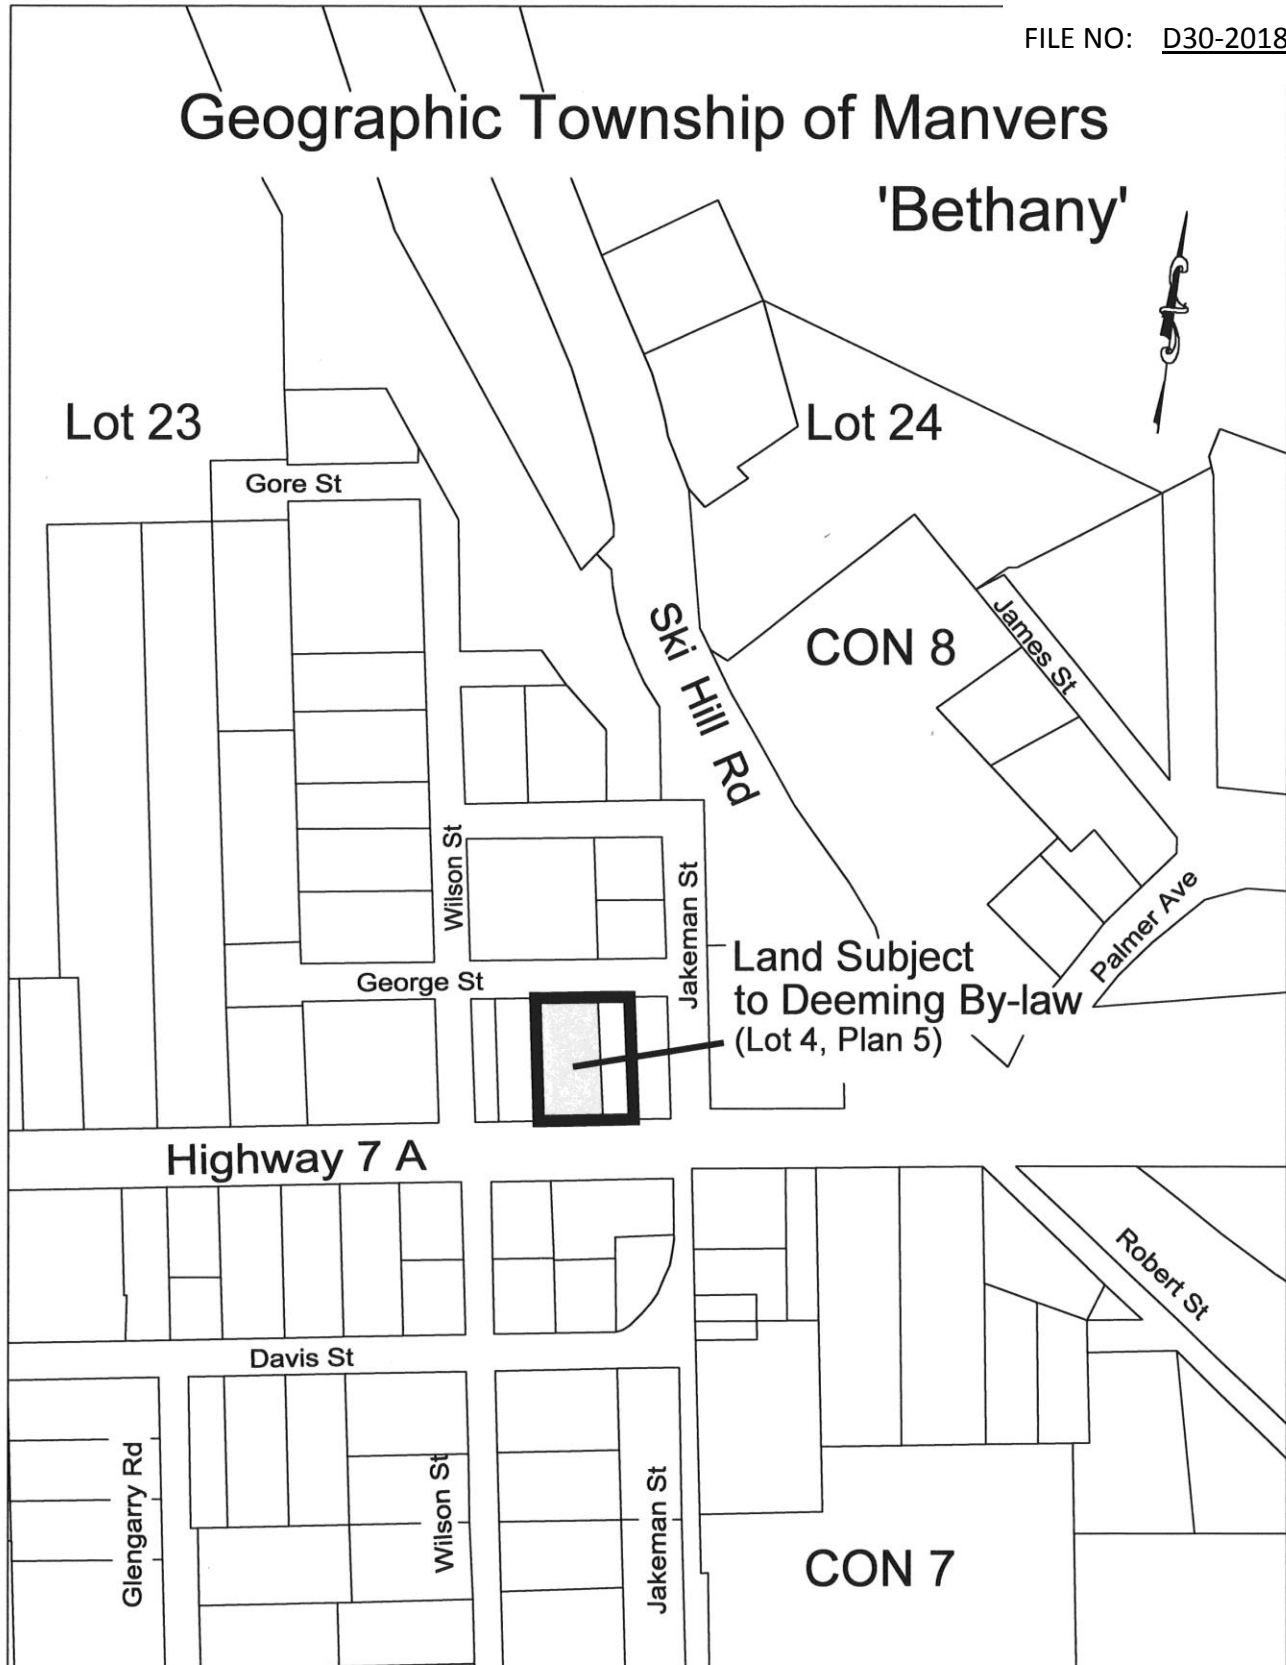 FILE NO: D30-2018
Geographic Township of Manvers
'Bethany'
Lot 23
Lot 24
Gore St
Ski Hill Rd
CON 8
James St
Wilson St
Jakeman St
Palmer Ave
George St
Land Subject
to Deeming By-law
(Lot 4, Plan 5)
Highway 7 A
Robert St
Davis St
Glengarry Rd
Wilson St
Jakeman St
CON 7